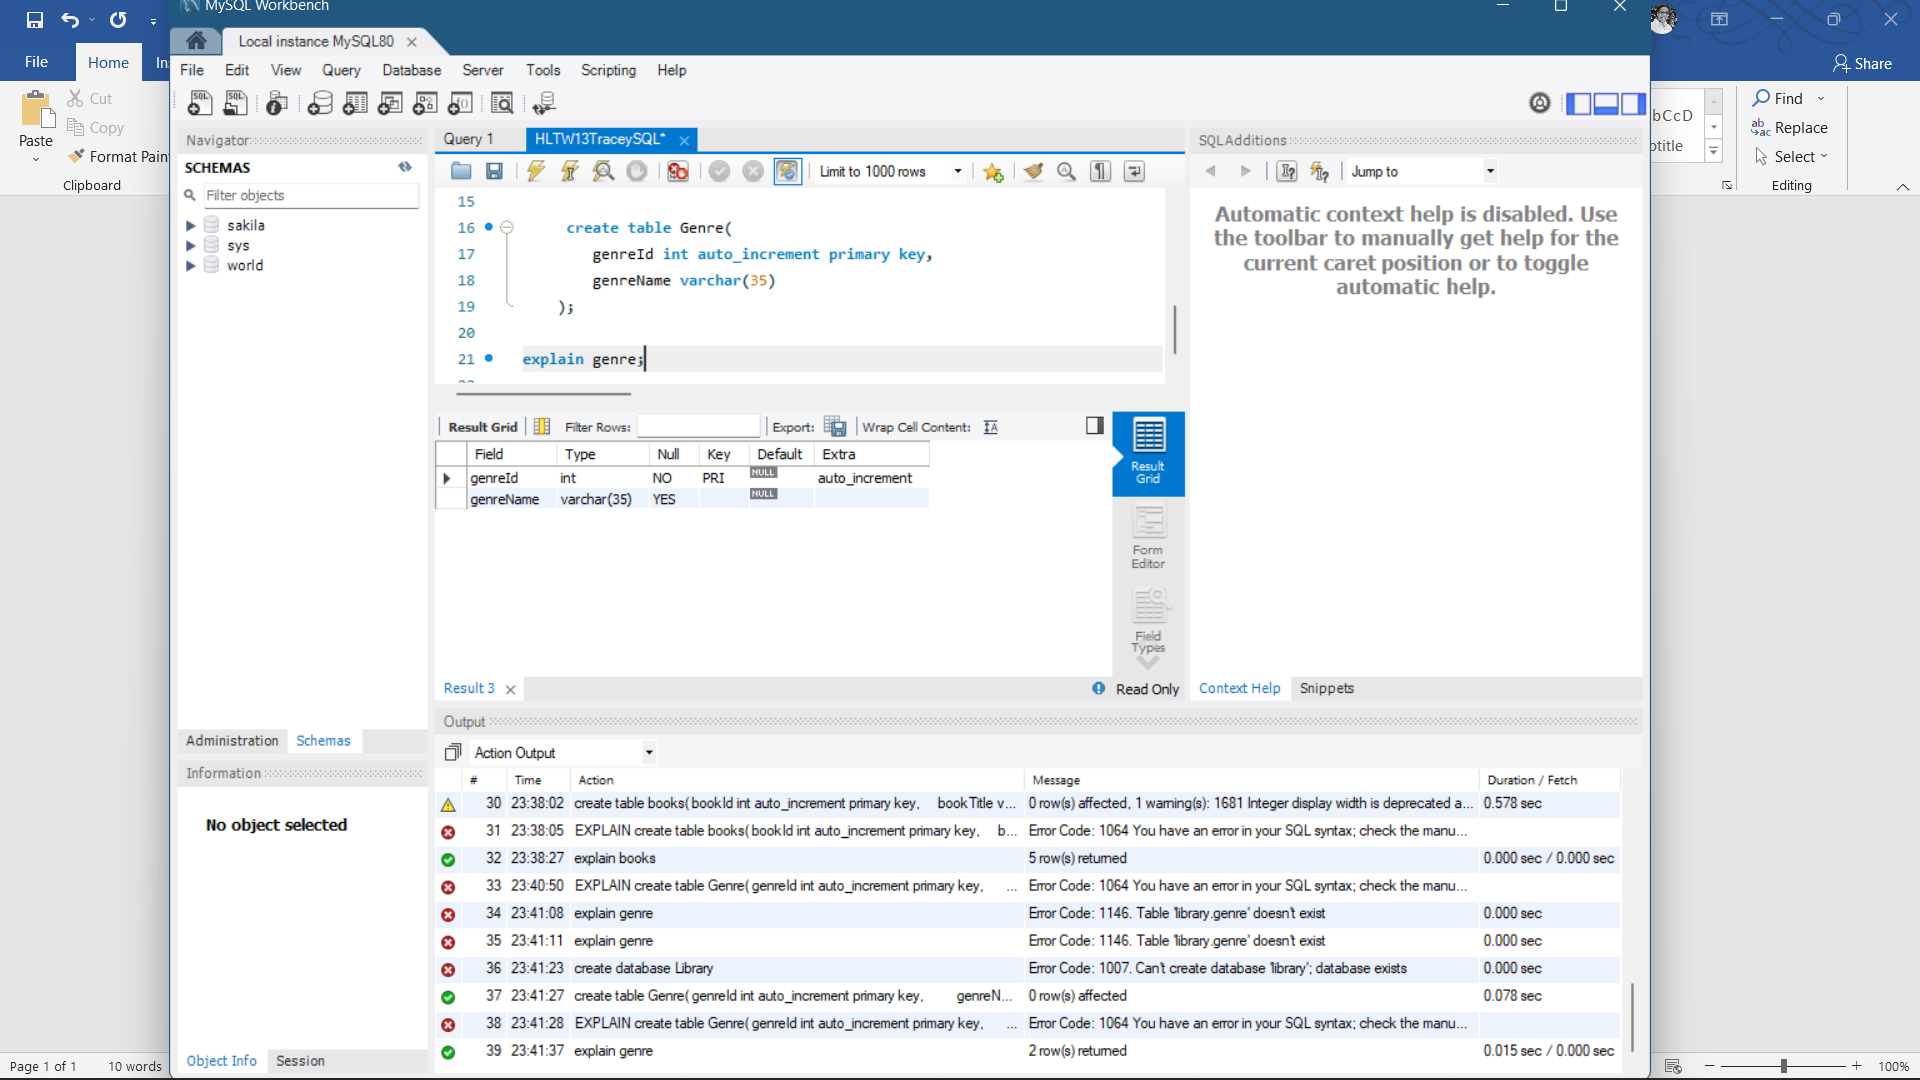 MySQL Workbench
File
Home
Share
Cut
Copy
Paste
Clipboard
Find
Replace
Select
Editing
Local instance MySQL80
File Edit View Query Database Server Tools Scripting Help
Navigator
SCHEMAS
Filter objects
sakila
sys
world
Administration
Schemas
Information
No object selected
Object Info
Session
Query 1
HLTW13TraceySQL*
Limit to 1000 rows
15
16 create table Genre(
17 genreId int auto_increment primary key,
18 genreName varchar(35)
19 );
20
21 explain genre;
Result Grid Filter Rows: Export: Wrap Cell Content:
Field Type Null Key Default Extra
genreId int NO PRI NULL auto_increment
genreName varchar(35) YES NULL
Result Grid
Form Editor
Field Types
Result 3
Read Only
SQLAdditions
Jump to
Automatic context help is disabled. Use
the toolbar to manually get help for the
current caret position or to toggle
automatic help.
Context Help
Snippets
Output
Action Output
# Time Action Message Duration / Fetch
30 23:38:02 create table books( bookId int auto_increment primary key, bookTitle v... 0 row(s) affected, 1 warning(s): 1681 Integer display width is deprecated a... 0.578 sec
31 23:38:05 EXPLAIN create table books( bookId int auto_increment primary key, b... Error Code: 1064 You have an error in your SQL syntax; check the manu...
32 23:38:27 explain books 5 row(s) returned 0.000 sec / 0.000 sec
33 23:40:50 EXPLAIN create table Genre( genreId int auto_increment primary key, ... Error Code: 1064 You have an error in your SQL syntax; check the manu...
34 23:41:08 explain genre Error Code: 1146. Table 'library.genre' doesn't exist 0.000 sec
35 23:41:11 explain genre Error Code: 1146. Table 'library.genre' doesn't exist 0.000 sec
36 23:41:23 create database Library Error Code: 1007. Can't create database 'library'; database exists 0.000 sec
37 23:41:27 create table Genre( genreId int auto_increment primary key, genreN... 0 row(s) affected 0.078 sec
38 23:41:28 EXPLAIN create table Genre( genreId int auto_increment primary key, ... Error Code: 1064 You have an error in your SQL syntax; check the manu...
39 23:41:37 explain genre 2 row(s) returned 0.015 sec / 0.000 sec
Page 1 of 1 10 words
100%